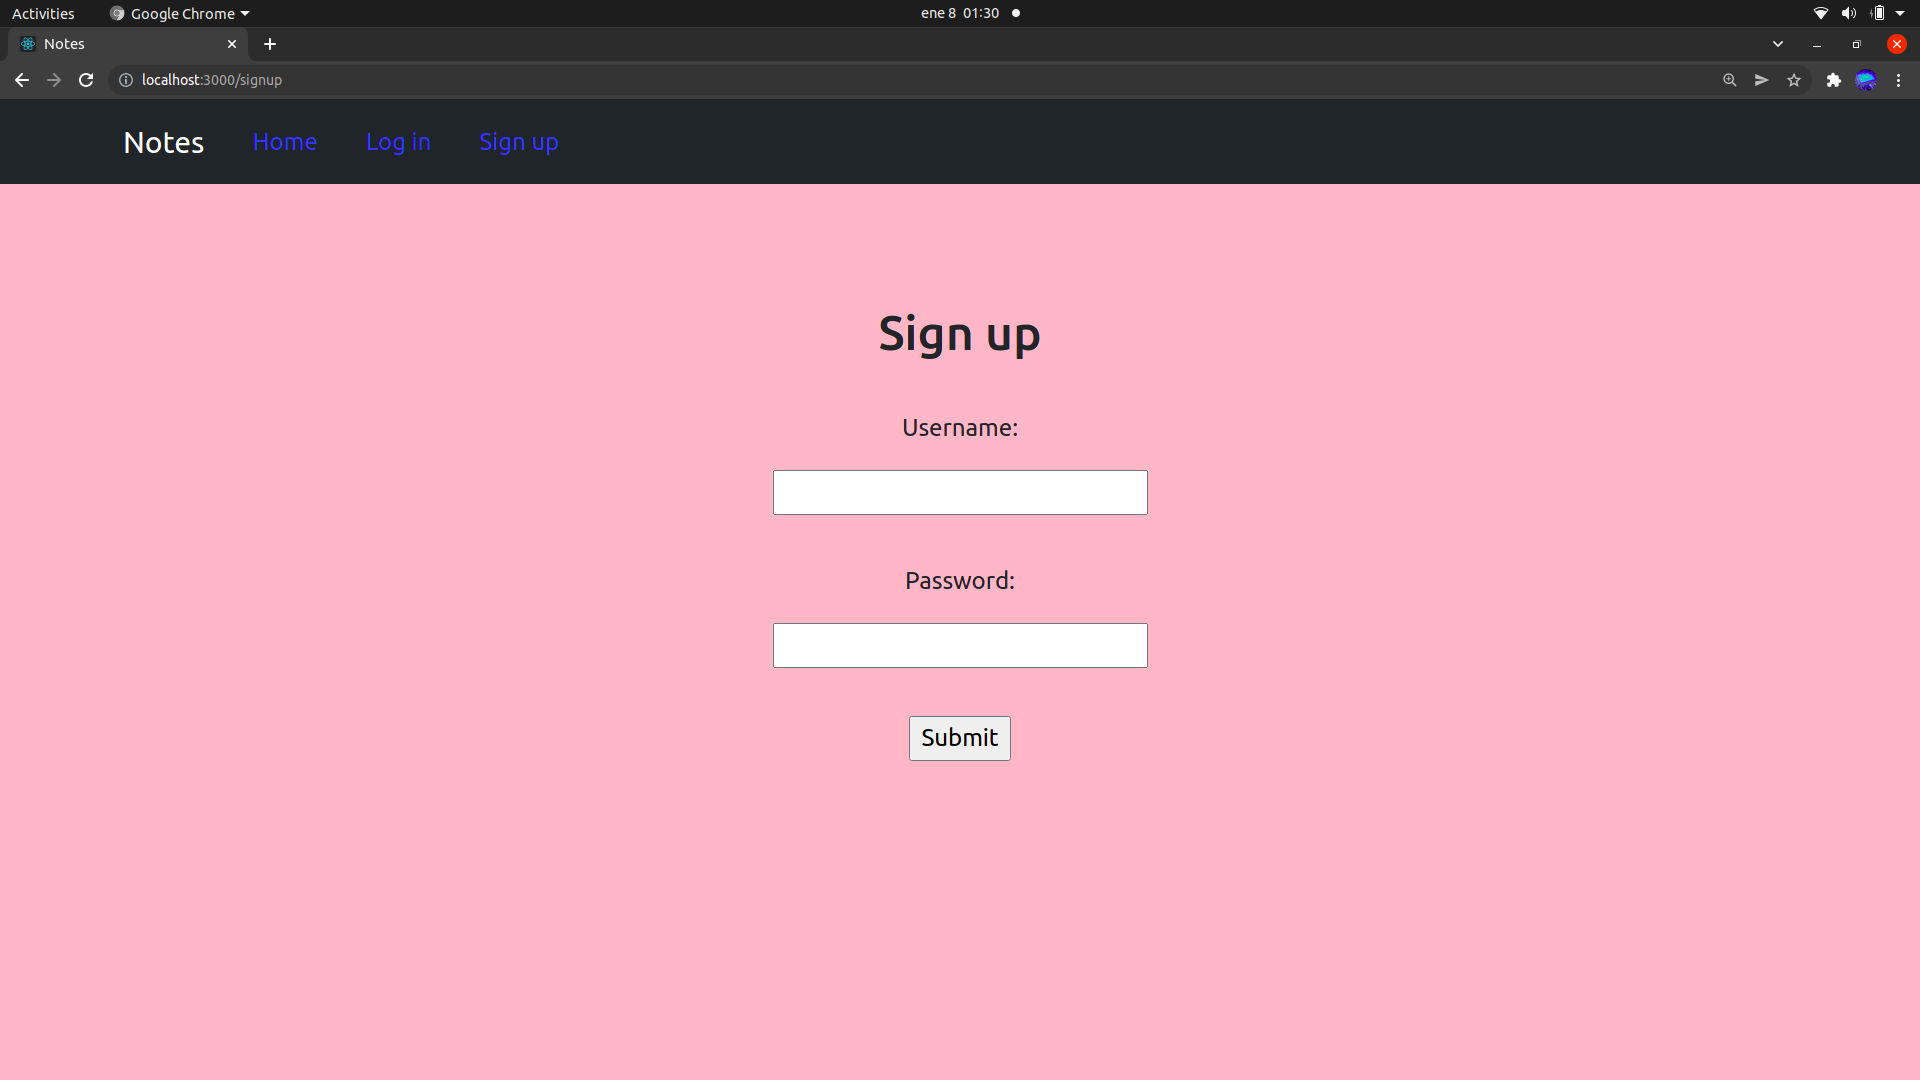 Activities Google Chrome ene 8 01:30
Notes
localhost:3000/signup
Notes Home Log in Sign up
Sign up
Username:
Password:
Submit